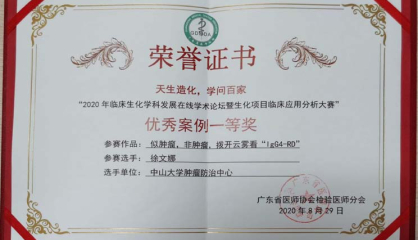 GDMDA
荣誉证书
天生造化，学问百家
“2020年临床生化学科发展在线学术论坛暨生化项目临床应用分析大赛”
优秀案例一等奖
参赛作品： 似肿瘤，非肿瘤，拨开云雾看“IgG4-RD”
参赛选手： 徐文娜
选手单位： 中山大学肿瘤防治中心
广东省医师协会检验医师分会
2020年8月29日